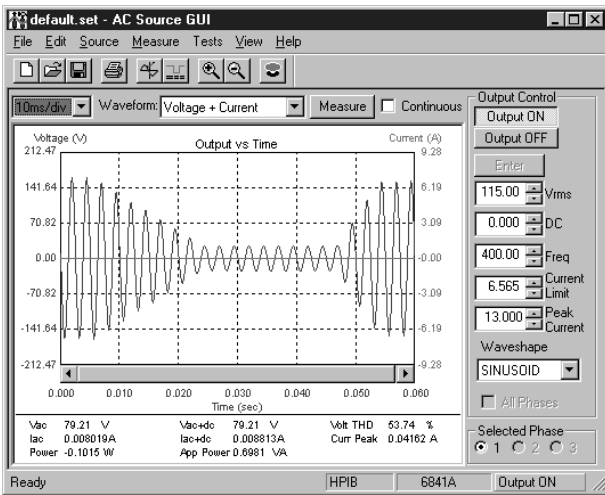 default.set - AC Source GUI
File Edit Source Measure Tests View Help
10ms/div Waveform: Voltage + Current Measure Continuous
Output Control
Output ON
Output OFF
Enter
115.00 Vrms
0.000 DC
400.00 Freq
6.565 Current Limit
13.000 Peak Current
Waveshape
SINUSOID
All Phases
Selected Phase
1 2 3
Voltage (V) Output vs Time Current (A)
212.47 9.28
141.64 6.19
70.82 3.09
0.00 -0.00
-70.82 -3.09
-141.64 -6.19
-212.47 -9.28
0.000 0.010 0.020 0.030 0.040 0.050 0.060
Time (sec)
Vac 79.21 V Vac+dc 79.21 V Volt THD 53.74 %
Iac 0.008019A Iac+dc 0.008813A Curr Peak 0.04162 A
Power -0.1015 W App Power 0.6981 VA
Ready HPIB 6841A Output ON